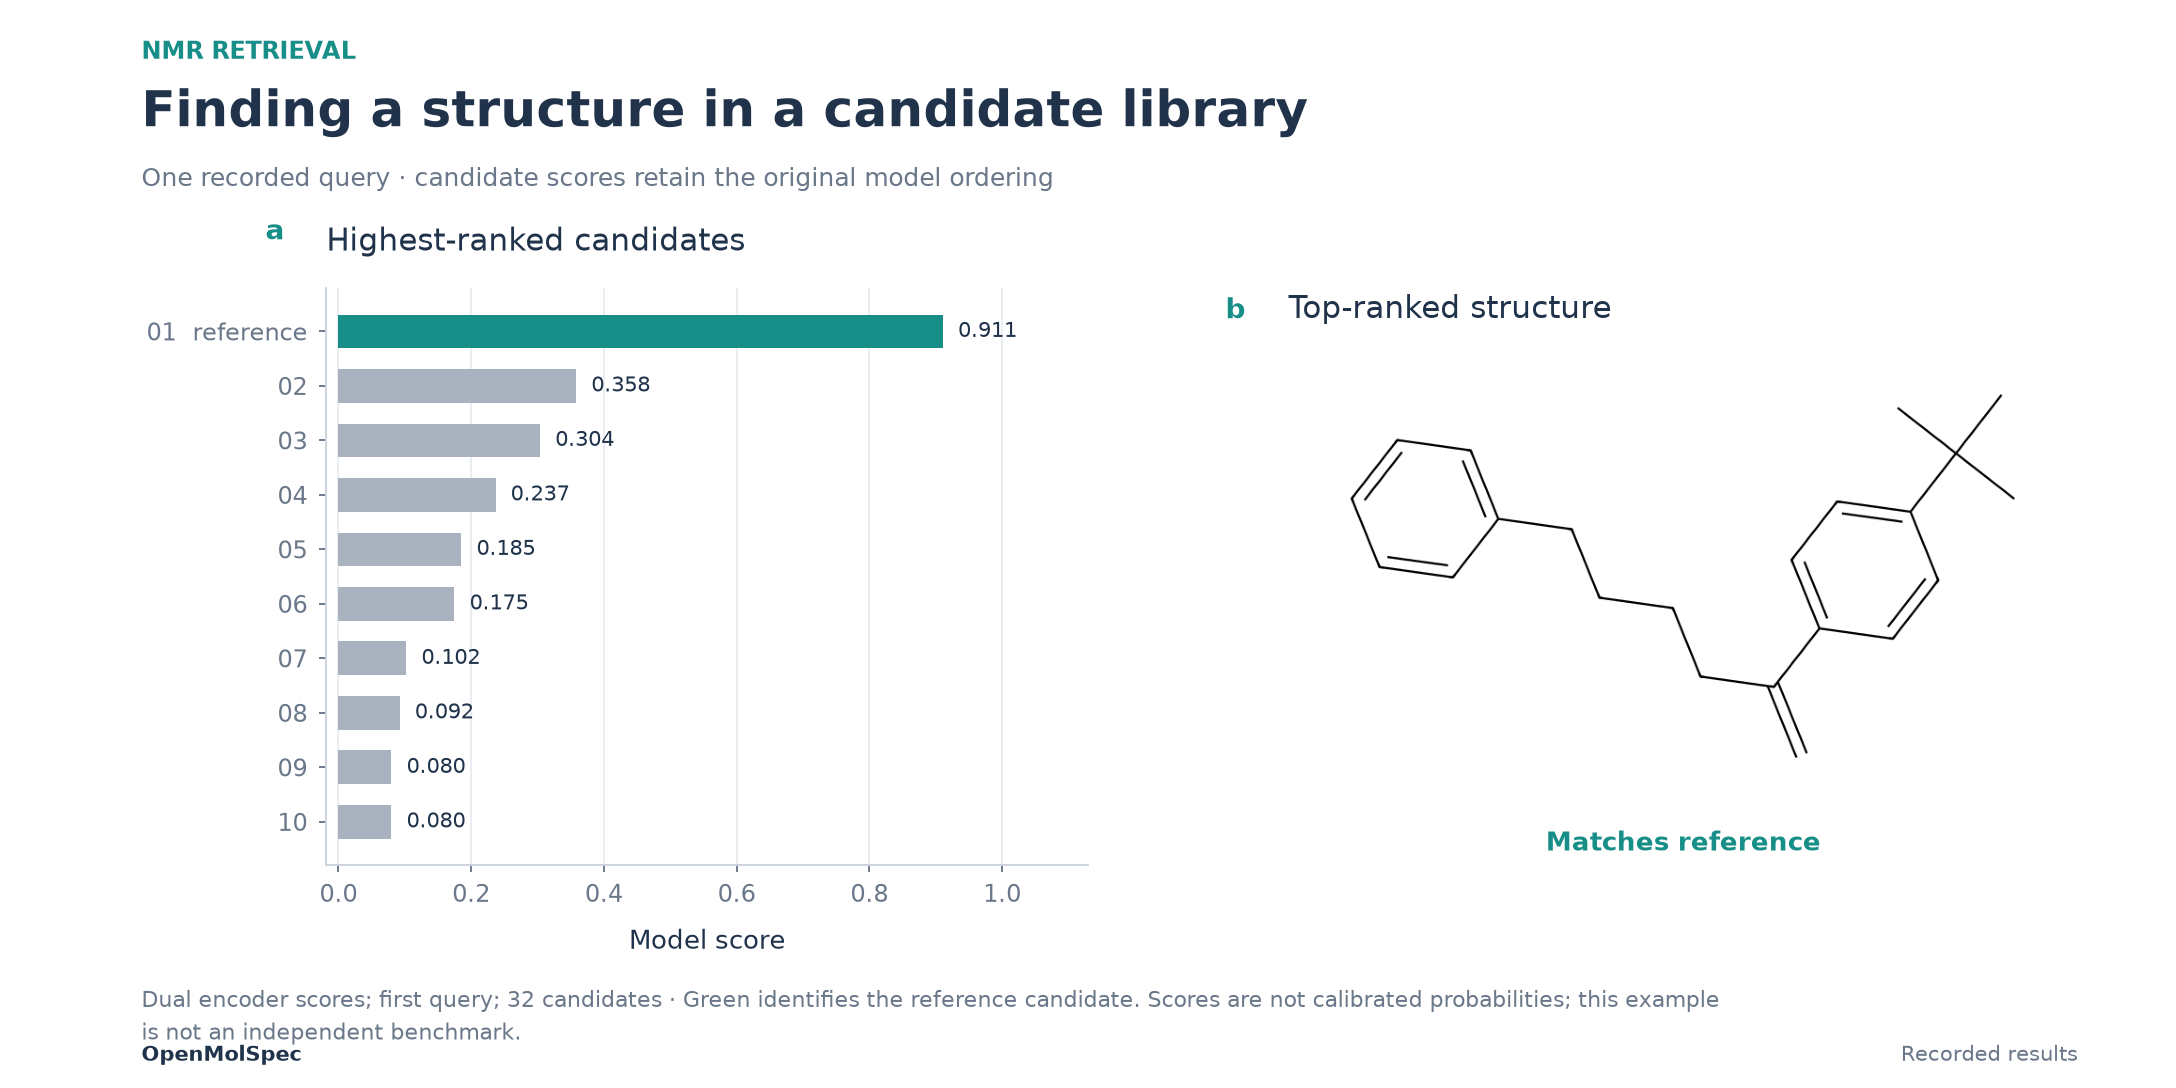 NMR RETRIEVAL
Finding a structure in a candidate library
One recorded query · candidate scores retain the original model ordering
a Highest-ranked candidates
01 reference 0.911
02 0.358
03 0.304
04 0.237
05 0.185
06 0.175
07 0.102
08 0.092
09 0.080
10 0.080
0.0 0.2 0.4 0.6 0.8 1.0
Model score
b Top-ranked structure
Matches reference
Dual encoder scores; first query; 32 candidates · Green identifies the reference candidate. Scores are not calibrated probabilities; this example
is not an independent benchmark.
OpenMolSpec
Recorded results